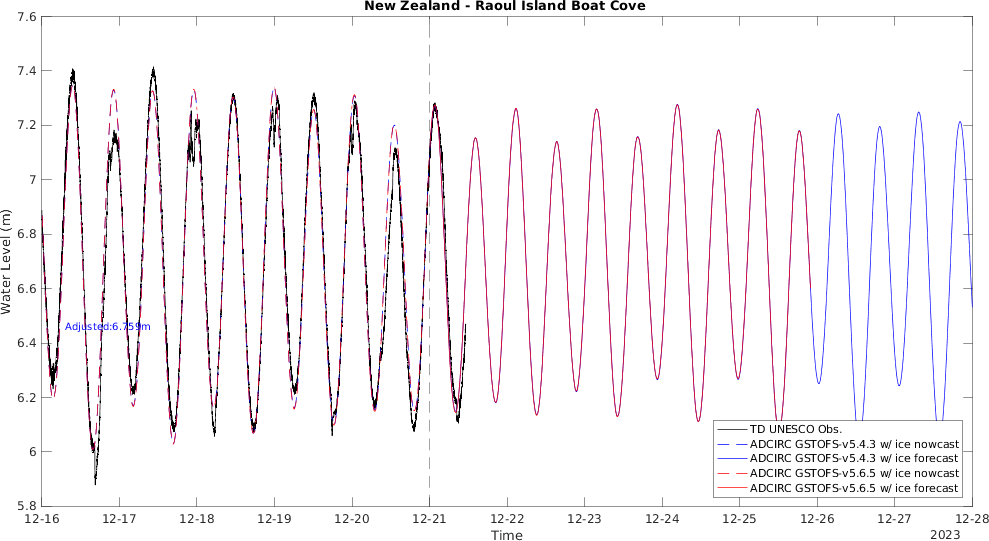 New Zealand - Raoul Island Boat Cove
7.6
7.4
7.2
7
6.8
6.6
6.4
6.2
6
5.8
Water Level (m)
Adjusted:6.759m
TD UNESCO Obs.
ADCIRC GSTOFS-v5.4.3 w/ ice nowcast
ADCIRC GSTOFS-v5.4.3 w/ ice forecast
ADCIRC GSTOFS-v5.6.5 w/ ice nowcast
ADCIRC GSTOFS-v5.6.5 w/ ice forecast
12-16 12-17 12-18 12-19 12-20 12-21 12-22 12-23 12-24 12-25 12-26 12-27 12-28
Time
2023